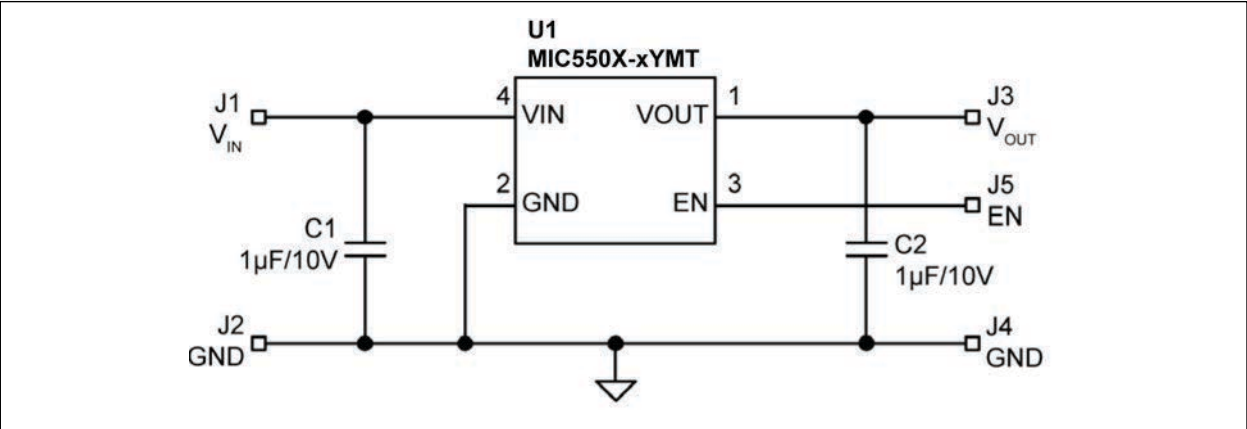 U1
MIC550X-xYMT
J1
VIN
4
VIN
VOUT
1
J3
VOUT
2
GND
EN
3
J5
EN
C1
1µF/10V
C2
1µF/10V
J2
GND
J4
GND